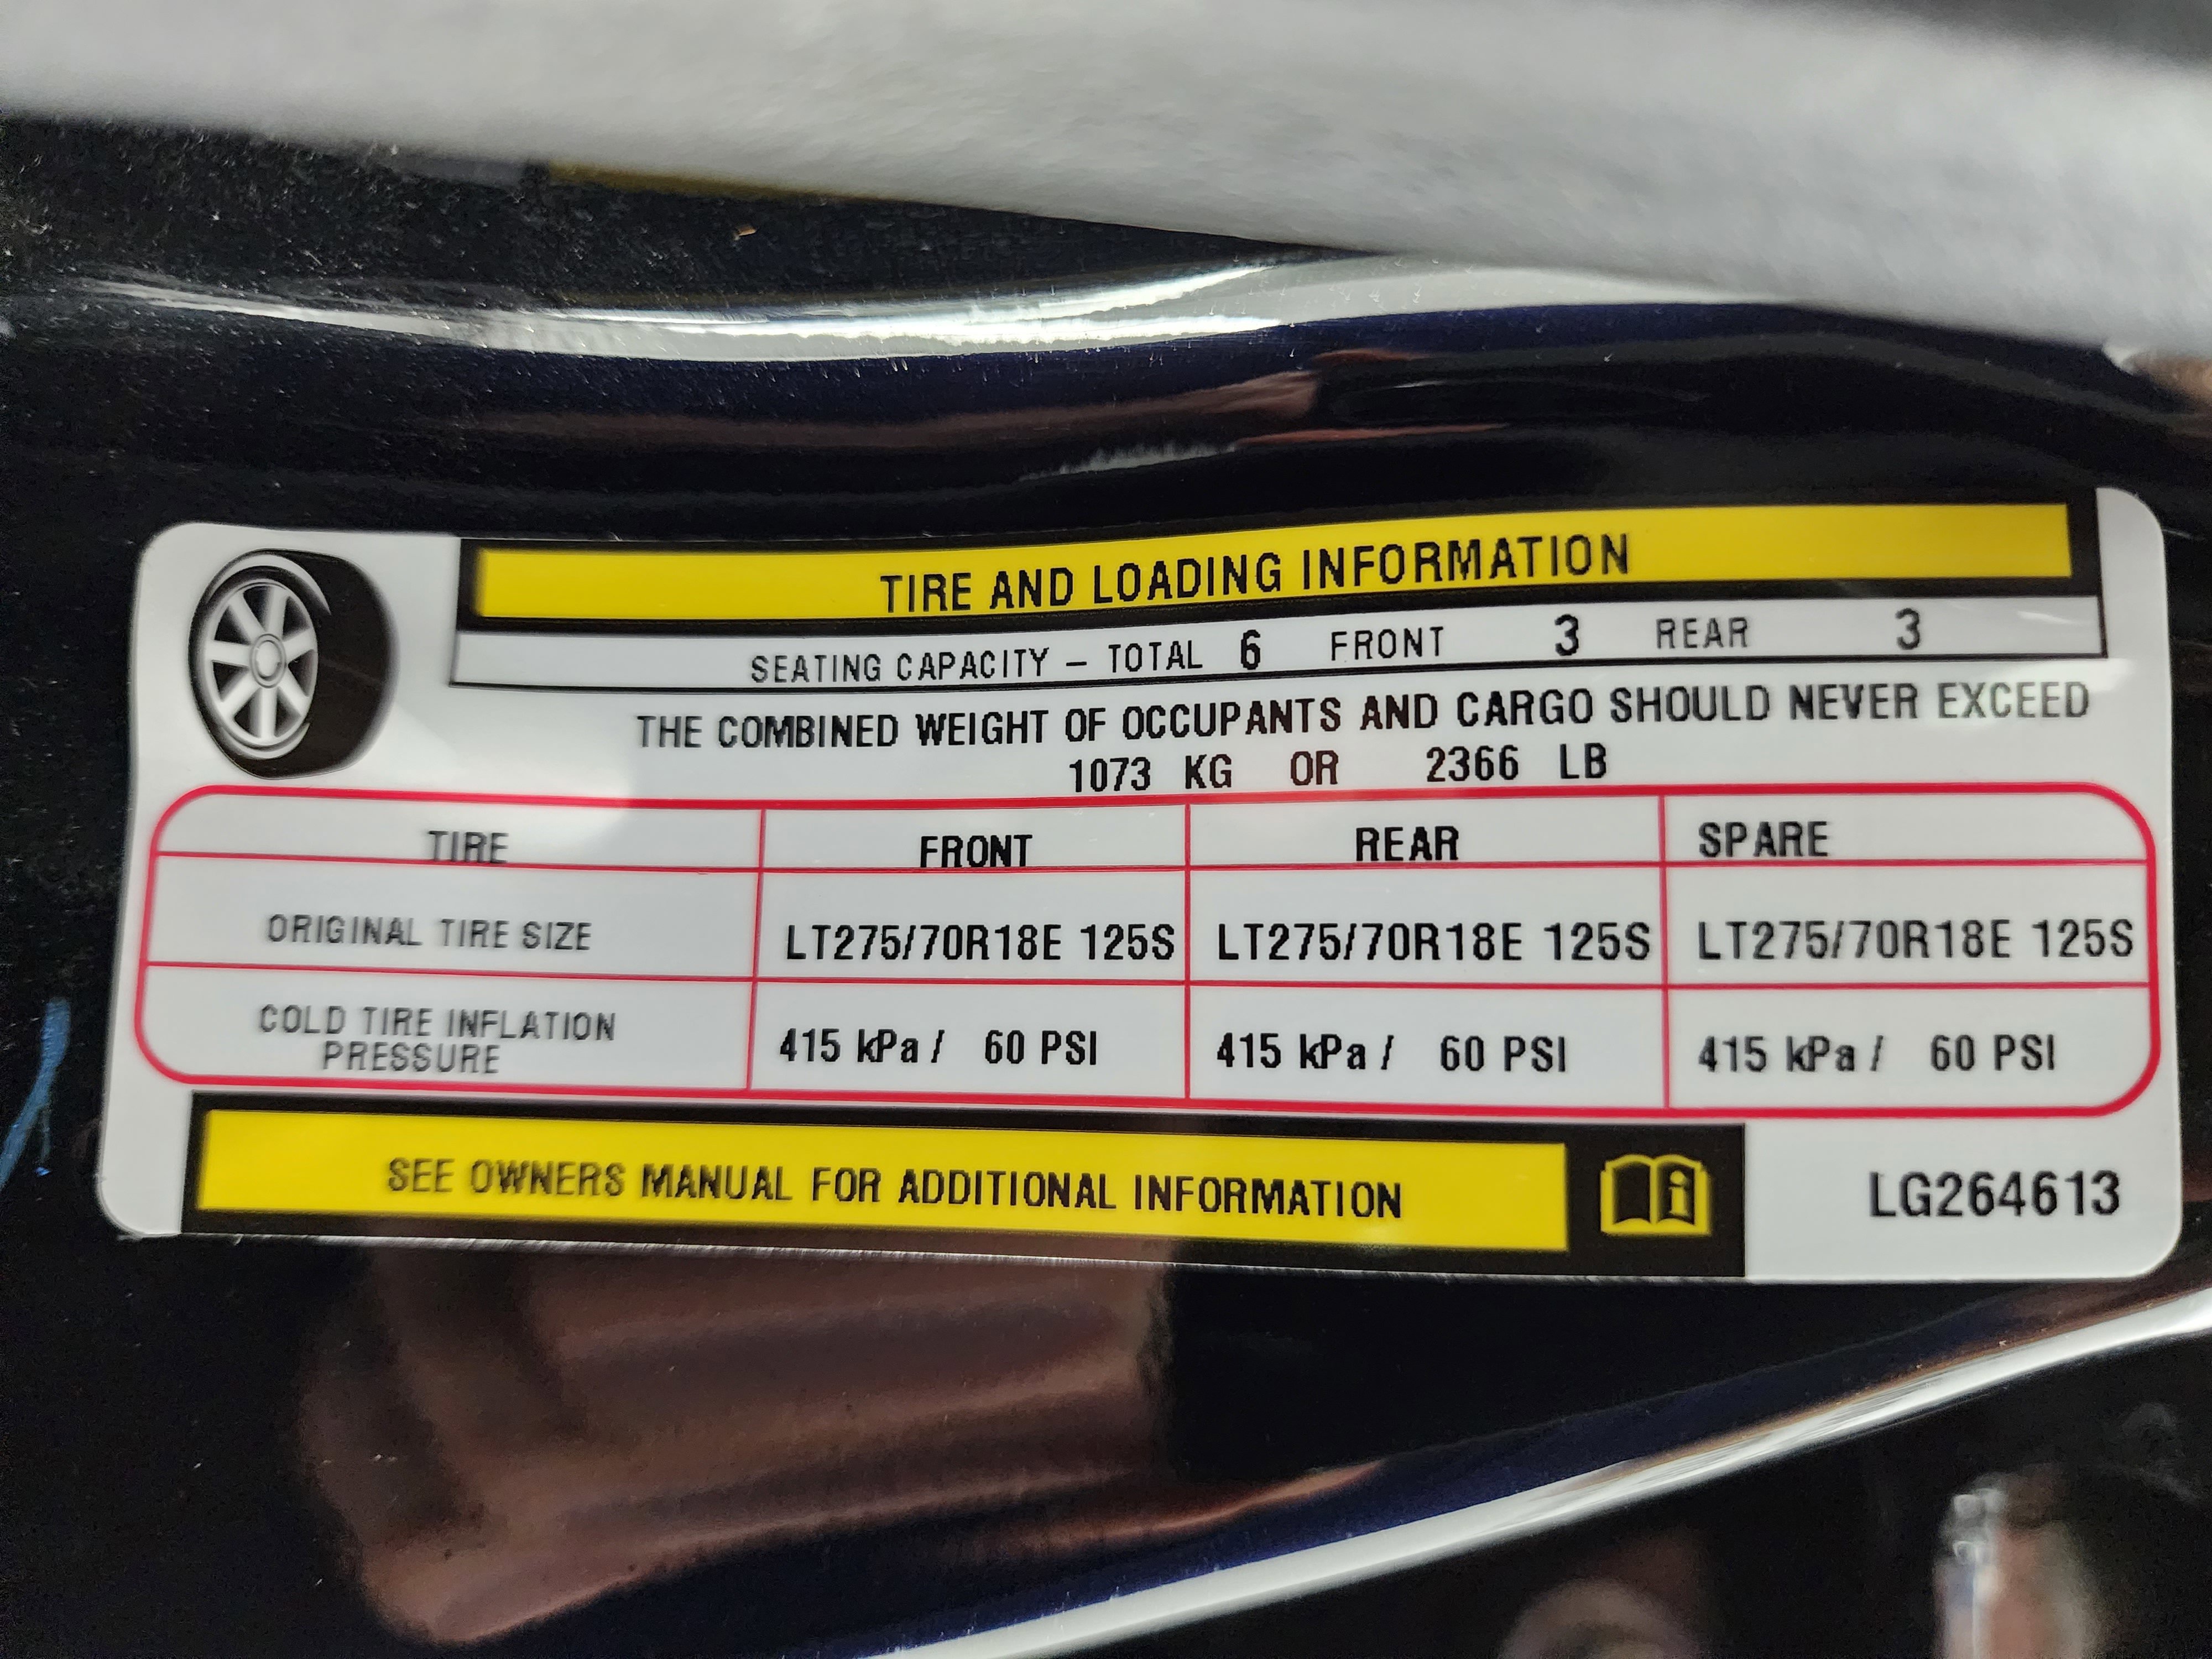 TIRE AND LOADING INFORMATION
SEATING CAPACITY – TOTAL 6 FRONT 3 REAR 3
THE COMBINED WEIGHT OF OCCUPANTS AND CARGO SHOULD NEVER EXCEED
1073 KG OR 2366 LB
TIRE FRONT REAR SPARE
ORIGINAL TIRE SIZE LT275/70R18E 125S LT275/70R18E 125S LT275/70R18E 125S
COLD TIRE INFLATION
PRESSURE 415 kPa / 60 PSI 415 kPa / 60 PSI 415 kPa / 60 PSI
SEE OWNERS MANUAL FOR ADDITIONAL INFORMATION
LG264613